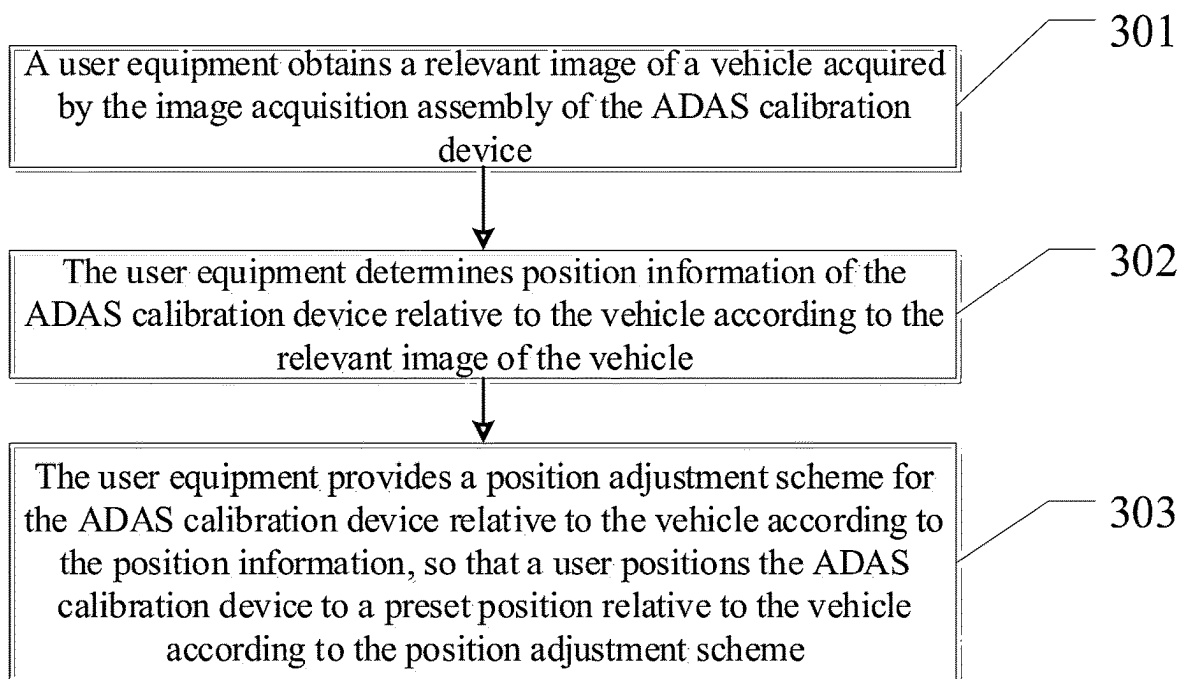 301
A user equipment obtains a relevant image of a vehicle acquired
by the image acquisition assembly of the ADAS calibration
device
302
The user equipment determines position information of the
ADAS calibration device relative to the vehicle according to the
relevant image of the vehicle
303
The user equipment provides a position adjustment scheme for
the ADAS calibration device relative to the vehicle according to
the position information, so that a user positions the ADAS
calibration device to a preset position relative to the vehicle
according to the position adjustment scheme